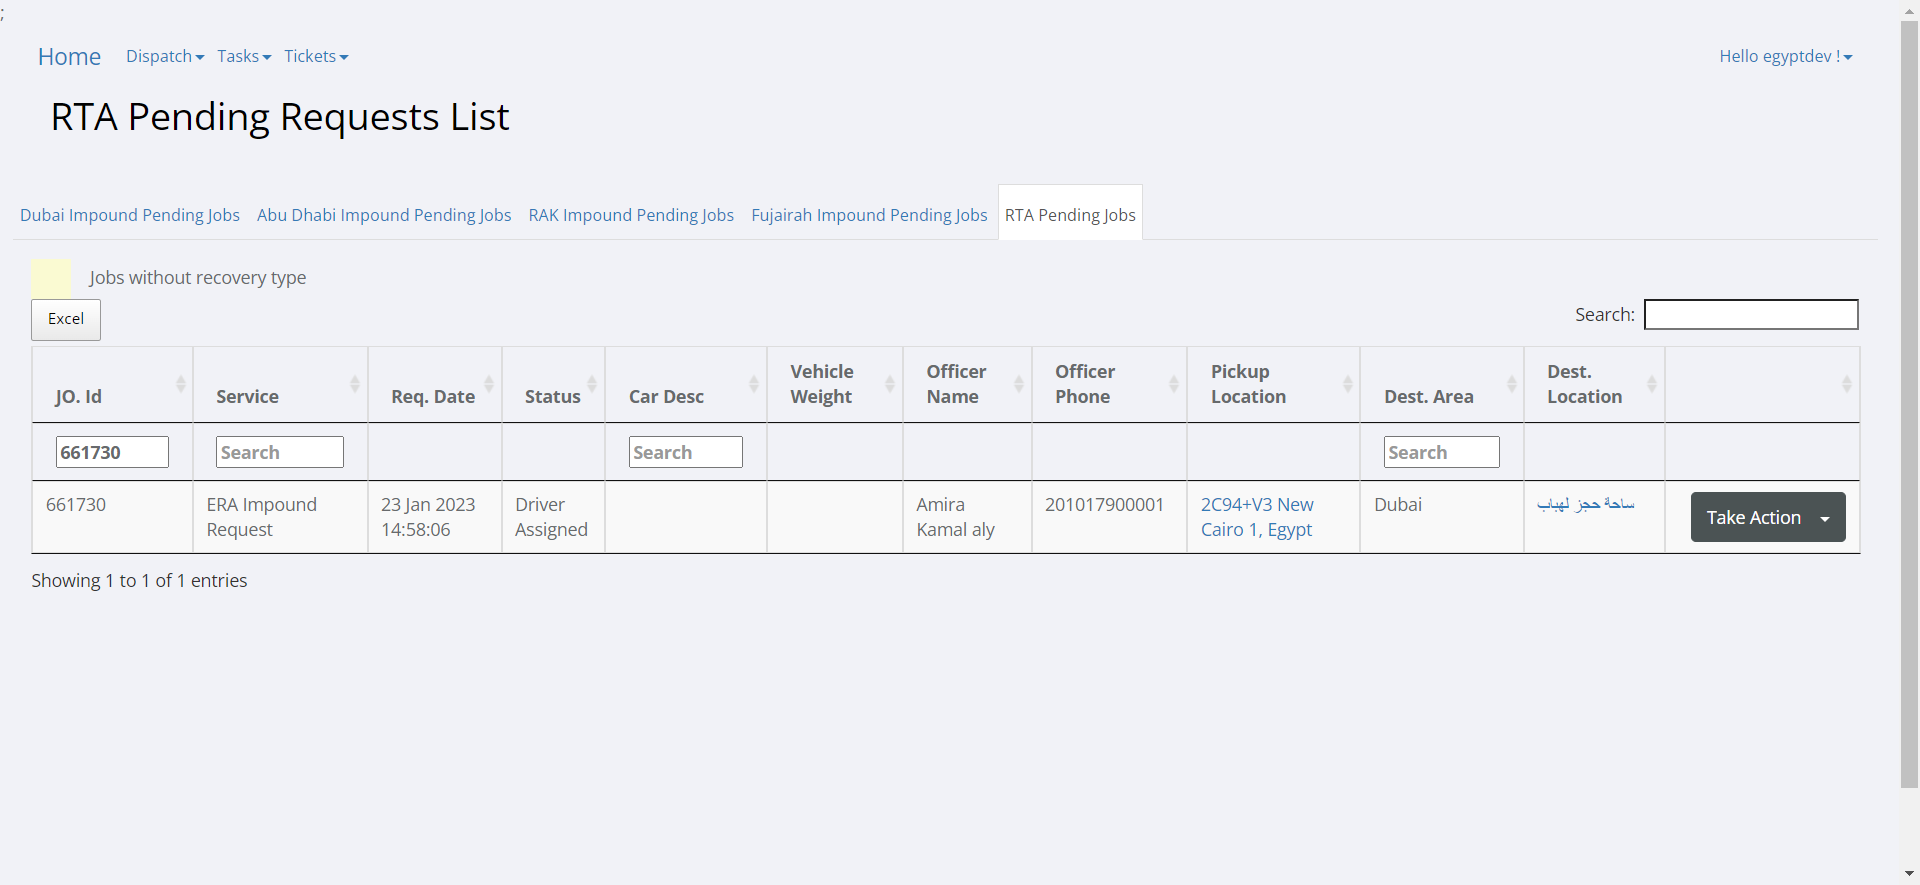 ;
Home Dispatch Tasks Tickets Hello egyptdev !
RTA Pending Requests List
Dubai Impound Pending Jobs Abu Dhabi Impound Pending Jobs RAK Impound Pending Jobs Fujairah Impound Pending Jobs RTA Pending Jobs
Jobs without recovery type
Excel
Search:
JO. Id Service Req. Date Status Car Desc Vehicle Weight Officer Name Officer Phone Pickup Location Dest. Area Dest. Location
661730 Search Search Search
661730 ERA Impound Request 23 Jan 2023 14:58:06 Driver Assigned Amira Kamal aly 201017900001 2C94+V3 New Cairo 1, Egypt Dubai ساحة حجز لهباب Take Action
Showing 1 to 1 of 1 entries